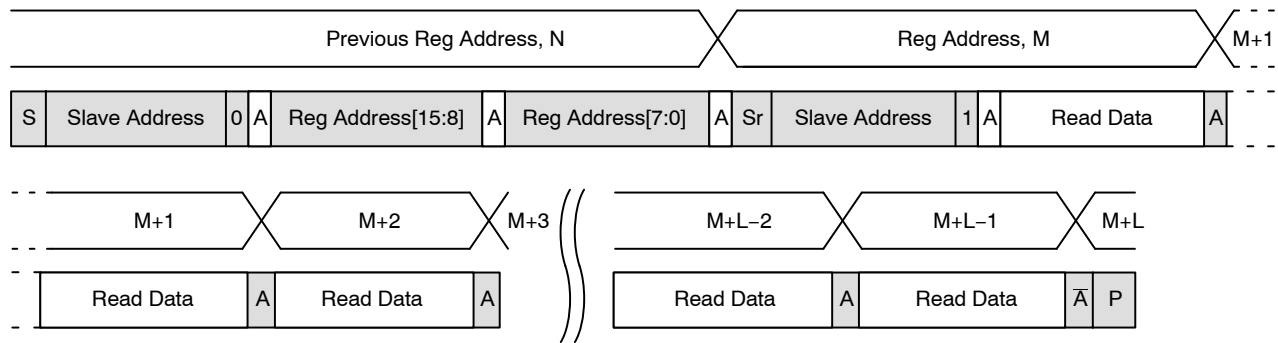 Previous Reg Address, N Reg Address, M M+1
S Slave Address 0 A Reg Address[15:8] A Reg Address[7:0] A Sr Slave Address 1 A Read Data A
M+1 M+2 M+3 M+L−2 M+L−1 M+L
Read Data A Read Data A Read Data A Read Data A̅ P